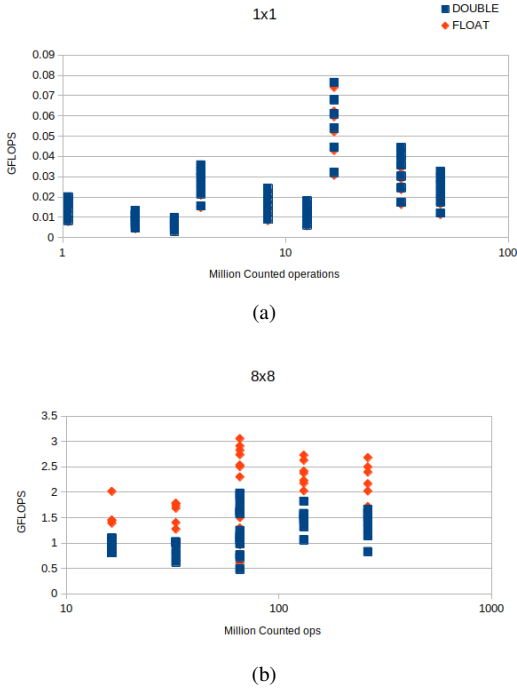 1x1
DOUBLE
FLOAT
0.09
0.08
0.07
0.06
0.05
0.04
0.03
0.02
0.01
0
GFLOPS
1 10 100
Million Counted operations
(a)
8x8
3.5
3
2.5
2
1.5
1
0.5
0
GFLOPS
10 100 1000
Million Counted ops
(b)